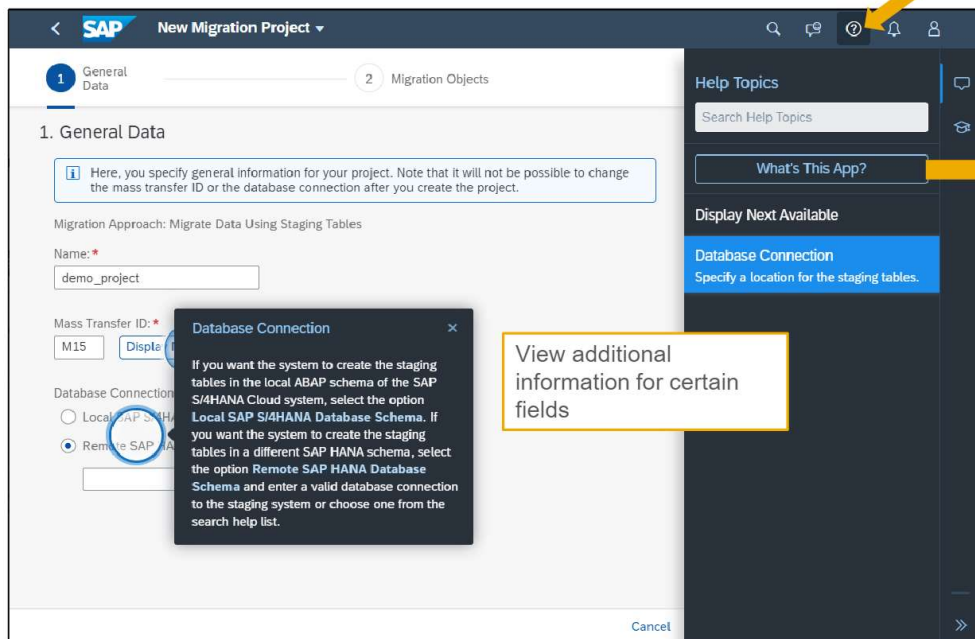 SAP New Migration Project
1 General Data
2 Migration Objects
1. General Data
i Here, you specify general information for your project. Note that it will not be possible to change
the mass transfer ID or the database connection after you create the project.
Migration Approach: Migrate Data Using Staging Tables
Name:*
demo_project
Mass Transfer ID:*
M15
Database Connection
Local SAP S/4H
Remote SAP
Database Connection ×
If you want the system to create the staging
tables in the local ABAP schema of the SAP
S/4HANA Cloud system, select the option
Local SAP S/4HANA Database Schema. If
you want the system to create the staging
tables in a different SAP HANA schema, select
the option Remote SAP HANA Database
Schema and enter a valid database connection
to the staging system or choose one from the
search help list.
View additional
information for certain
fields
Cancel
Help Topics
Search Help Topics
What's This App?
Display Next Available
Database Connection
Specify a location for the staging tables.